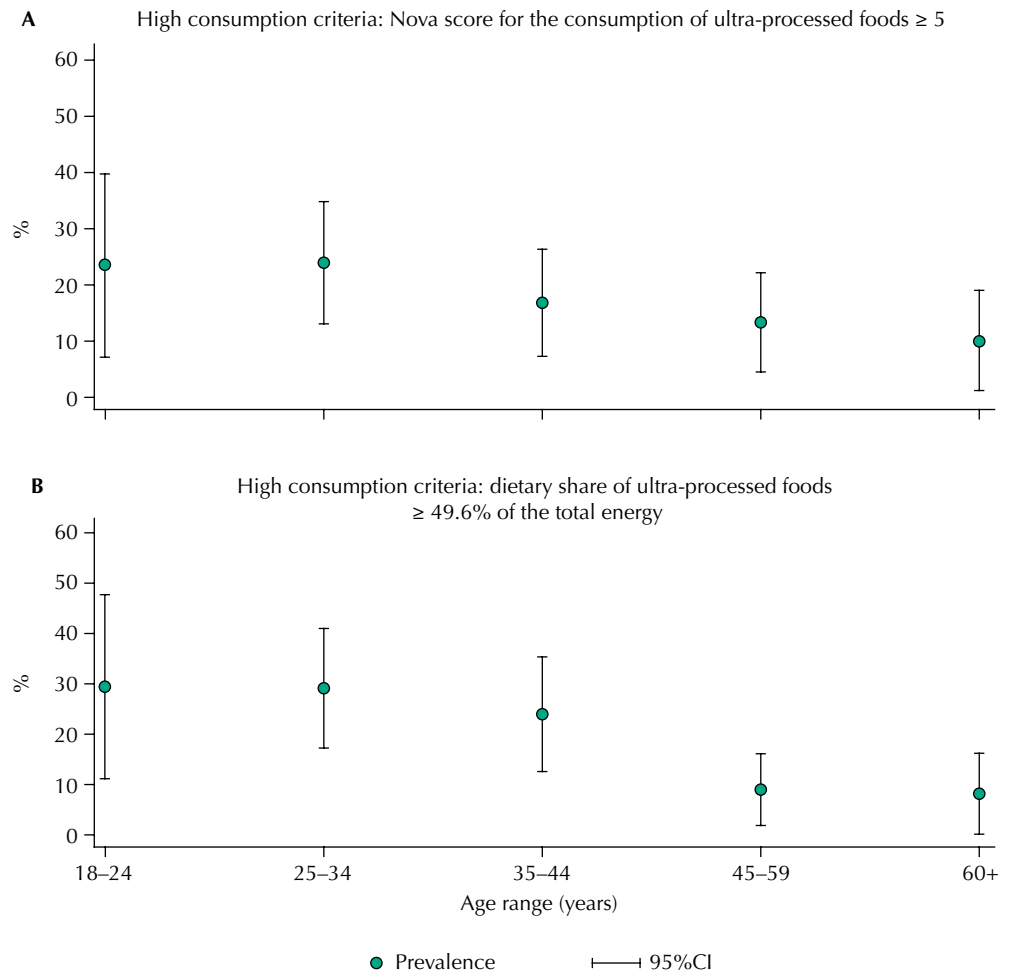 A High consumption criteria: Nova score for the consumption of ultra-processed foods ≥ 5
60
50
40
30
20
10
0
%
B High consumption criteria: dietary share of ultra-processed foods
≥ 49.6% of the total energy
60
50
40
30
20
10
0
%
18–24 25–34 35–44 45–59 60+
Age range (years)
Prevalence 95%CI